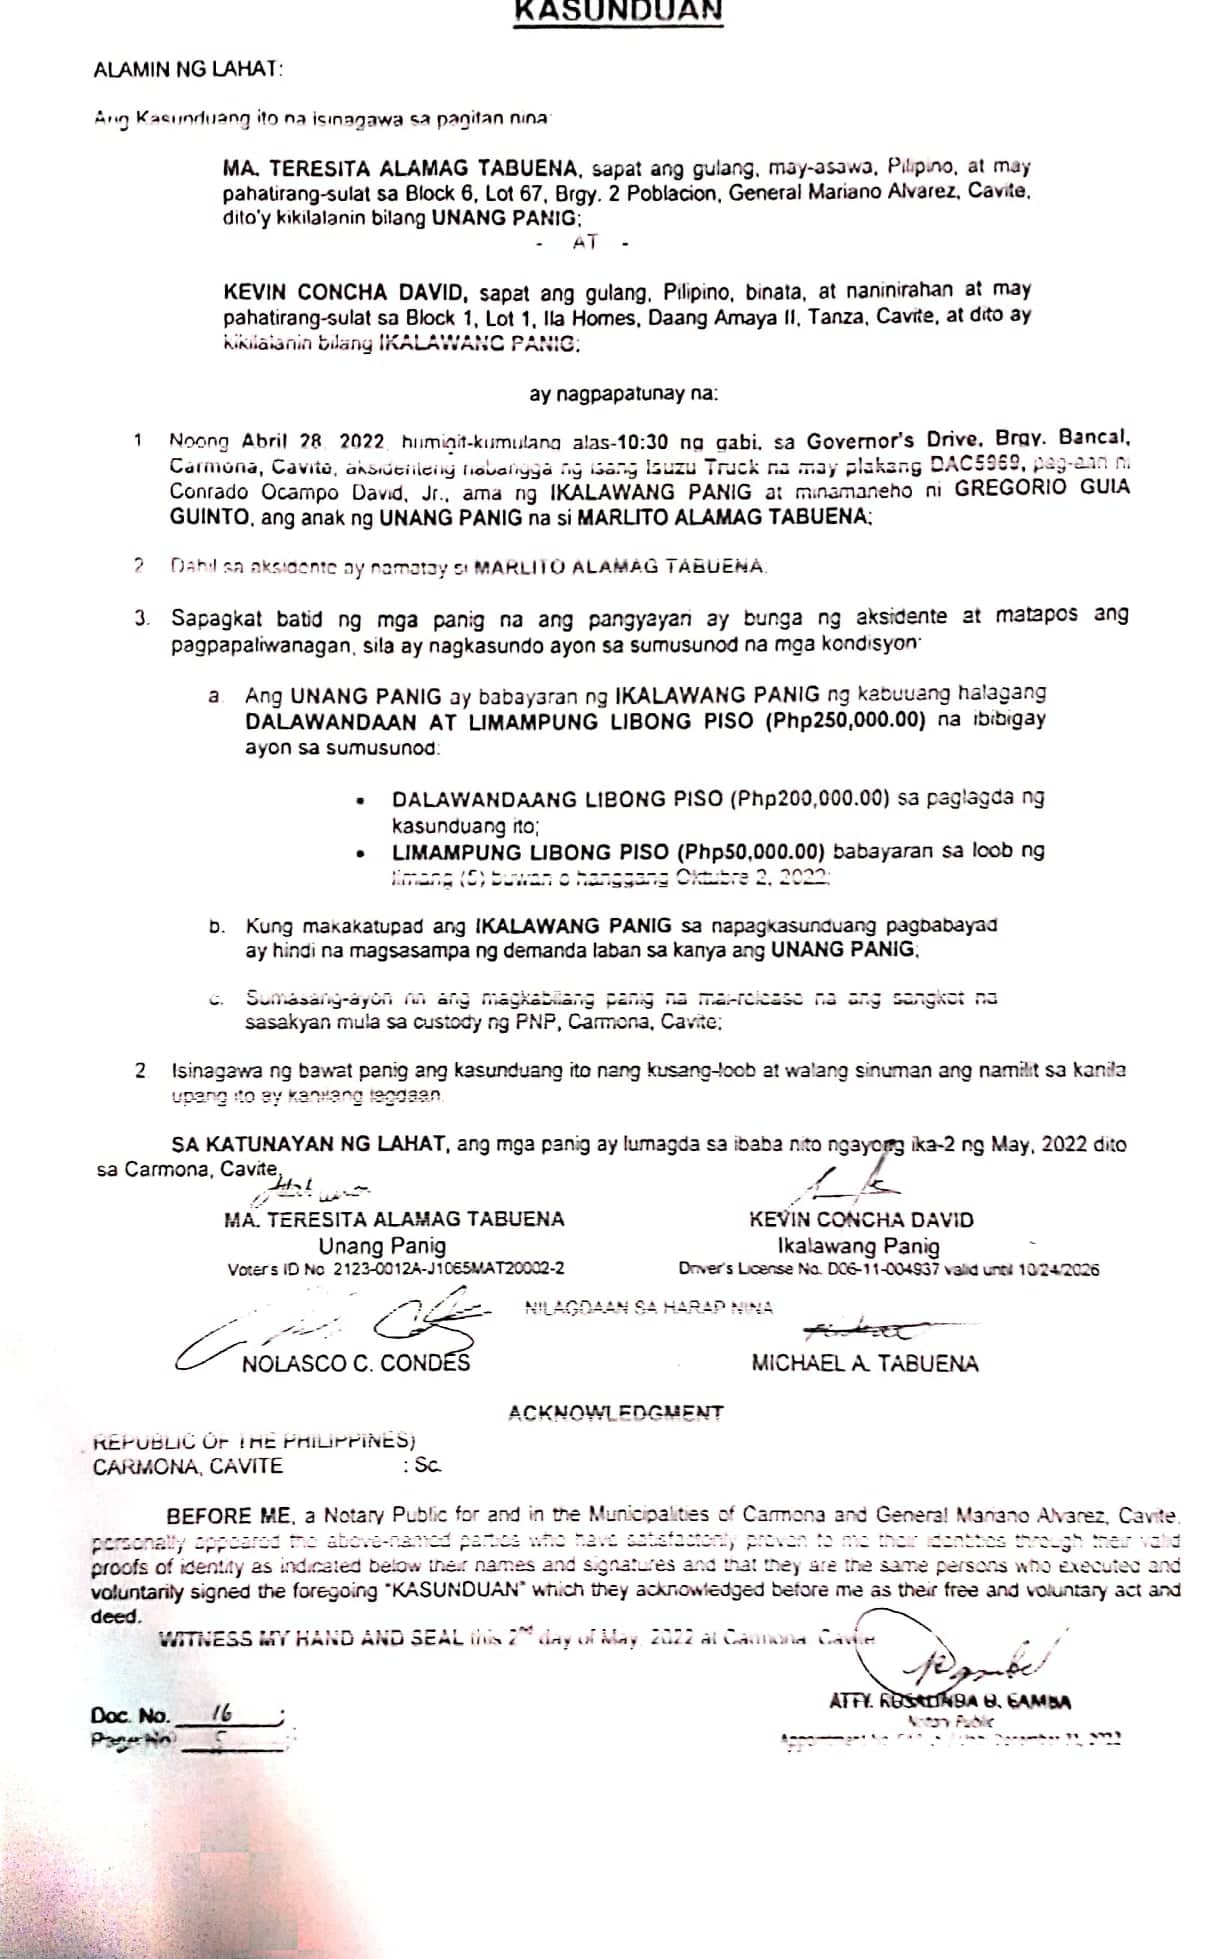 KASUNDUAN
ALAMIN NG LAHAT:
Ang Kasunduang ito na isinagawa sa pagitan nina:
MA. TERESITA ALAMAG TABUENA, sapat ang gulang, may-asawa, Pilipino, at may
pahatirang-sulat sa Block 6, Lot 67, Brgy. 2 Poblacion, General Mariano Alvarez, Cavite,
dito'y kikilalanin bilang UNANG PANIG;
- AT -
KEVIN CONCHA DAVID, sapat ang gulang, Pilipino, binata, at naninirahan at may
pahatirang-sulat sa Block 1, Lot 1, Ila Homes, Daang Amaya II, Tanza, Cavite, at dito ay
kikilalanin bilang IKALAWANG PANIG;
ay nagpapatunay na:
1 Noong Abril 28, 2022, humigit-kumulang alas-10:30 ng gabi, sa Governor's Drive, Brgy. Bancal,
Carmona, Cavite, aksidenteng nabangga ng isang Isuzu Truck na may plakang DAC5969, pag-aari ni
Conrado Ocampo David, Jr., ama ng IKALAWANG PANIG at minamaneho ni GREGORIO GUIA
GUINTO, ang anak ng UNANG PANIG na si MARLITO ALAMAG TABUENA;
2 Dahil sa aksidente ay namatay si MARLITO ALAMAG TABUENA.
3. Sapagkat batid ng mga panig na ang pangyayari ay bunga ng aksidente at matapos ang
pagpapaliwanagan, sila ay nagkasundo ayon sa sumusunod na mga kondisyon:
a. Ang UNANG PANIG ay babayaran ng IKALAWANG PANIG ng kabuuang halagang
DALAWANDAAN AT LIMAMPUNG LIBONG PISO (Php250,000.00) na ibibigay
ayon sa sumusunod:
• DALAWANDAANG LIBONG PISO (Php200,000.00) sa paglagda ng
kasunduang ito;
• LIMAMPUNG LIBONG PISO (Php50,000.00) babayaran sa loob ng
limang (5) buwan o hanggang Oktubre 2, 2022;
b. Kung makakatupad ang IKALAWANG PANIG sa napagkasunduang pagbabayad
ay hindi na magsasampa ng demanda laban sa kanya ang UNANG PANIG;
c. Sumasang-ayon rin ang magkabilang panig na mai-release na ang sangkot na
sasakyan mula sa custody ng PNP, Carmona, Cavite;
2 Isinagawa ng bawat panig ang kasunduang ito nang kusang-loob at walang sinuman ang namilit sa kanila
upang ito ay kanilang lagdaan.
SA KATUNAYAN NG LAHAT, ang mga panig ay lumagda sa ibaba nito ngayong ika-2 ng May, 2022 dito
sa Carmona, Cavite.
MA. TERESITA ALAMAG TABUENA KEVIN CONCHA DAVID
Unang Panig Ikalawang Panig
Voters ID No. 2123-0012A-J1065MAT20002-2 Driver's License No. D06-11-004937 valid until 10/24/2026
NILAGDAAN SA HARAP NINA
NOLASCO C. CONDES MICHAEL A. TABUENA
ACKNOWLEDGMENT
REPUBLIC OF THE PHILIPPINES)
CARMONA, CAVITE : Sc.
BEFORE ME, a Notary Public for and in the Municipalities of Carmona and General Mariano Alvarez, Cavite,
personally appeared the above-named parties who have satisfactorily proven to me their identities through their valid
proofs of identity as indicated below their names and signatures and that they are the same persons who executed and
voluntarily signed the foregoing "KASUNDUAN" which they acknowledged before me as their free and voluntary act and
deed.
WITNESS MY HAND AND SEAL this 2nd day of May, 2022 at Carmona, Cavite
ATTY. B. GAMBA
Doc. No. 16 ;
Notary Public
Page No. 5 ;
Appointment No. December 31, 2022